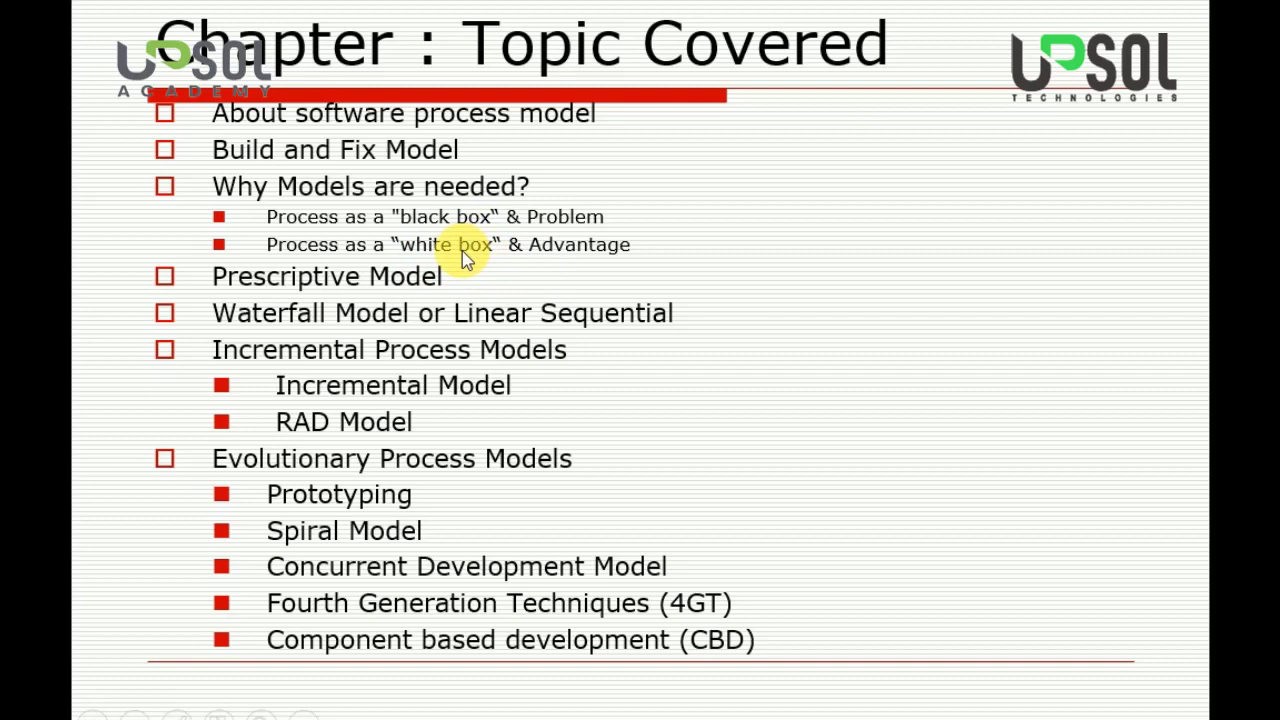 Chapter : Topic Covered
UPSOL
ACADEMY
UPSOL
TECHNOLOGIES
About software process model
Build and Fix Model
Why Models are needed?
Process as a "black box“ & Problem
Process as a “white box“ & Advantage
Prescriptive Model
Waterfall Model or Linear Sequential
Incremental Process Models
Incremental Model
RAD Model
Evolutionary Process Models
Prototyping
Spiral Model
Concurrent Development Model
Fourth Generation Techniques (4GT)
Component based development (CBD)